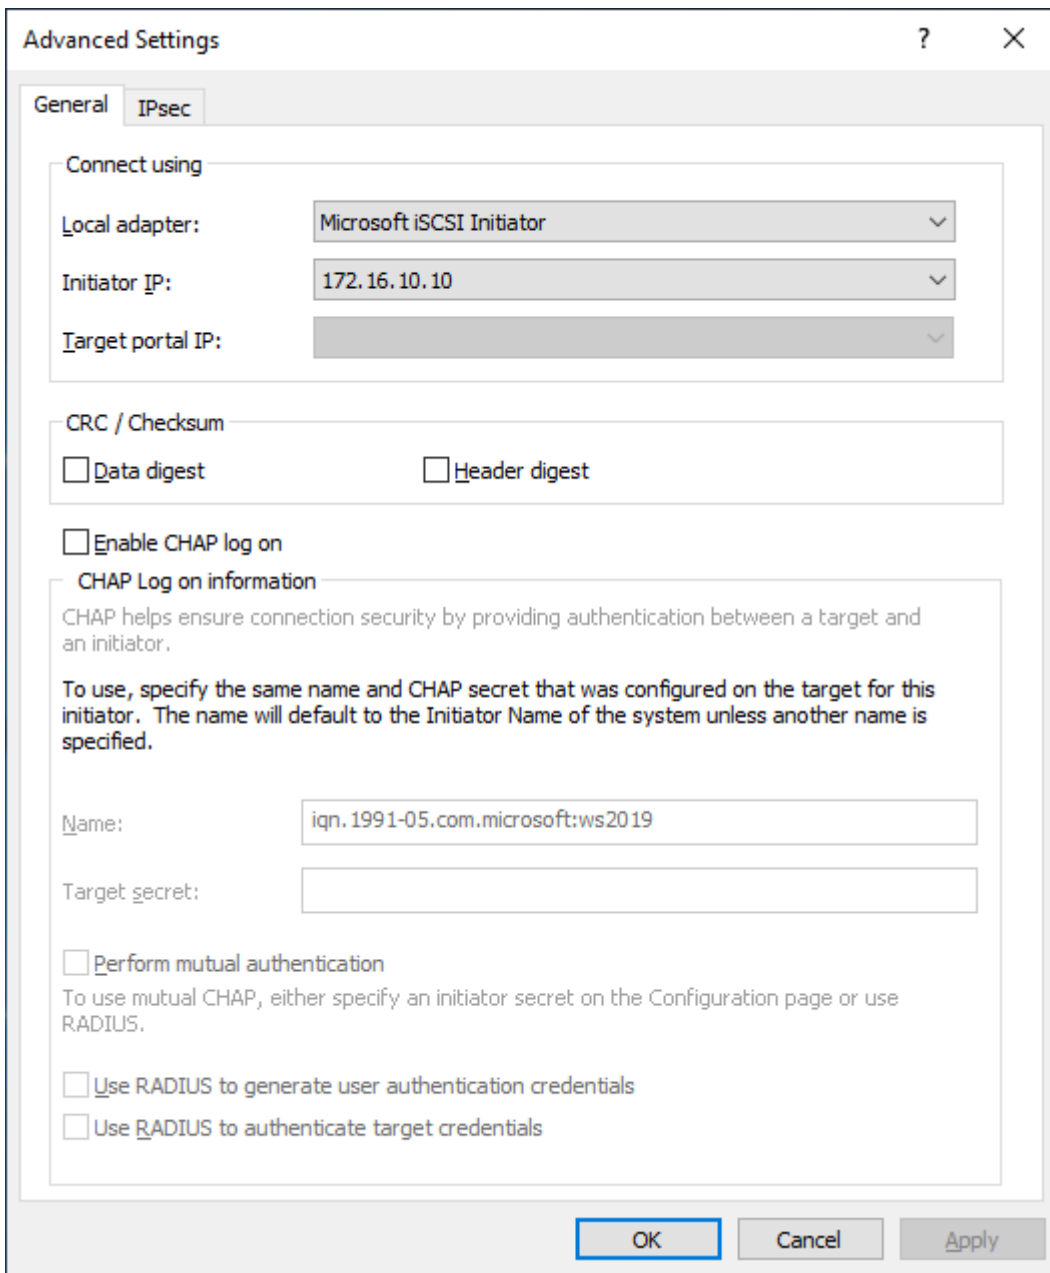 Advanced Settings
?
General
IPsec
Connect using
Local adapter:
Microsoft iSCSI Initiator
Initiator IP:
172.16.10.10
Target portal IP:
CRC / Checksum
Data digest
Header digest
Enable CHAP log on
CHAP Log on information
CHAP helps ensure connection security by providing authentication between a target and
an initiator.
To use, specify the same name and CHAP secret that was configured on the target for this
initiator.  The name will default to the Initiator Name of the system unless another name is
specified.
Name:
iqn.1991-05.com.microsoft:ws2019
Target secret:
Perform mutual authentication
To use mutual CHAP, either specify an initiator secret on the Configuration page or use
RADIUS.
Use RADIUS to generate user authentication credentials
Use RADIUS to authenticate target credentials
OK
Cancel
Apply